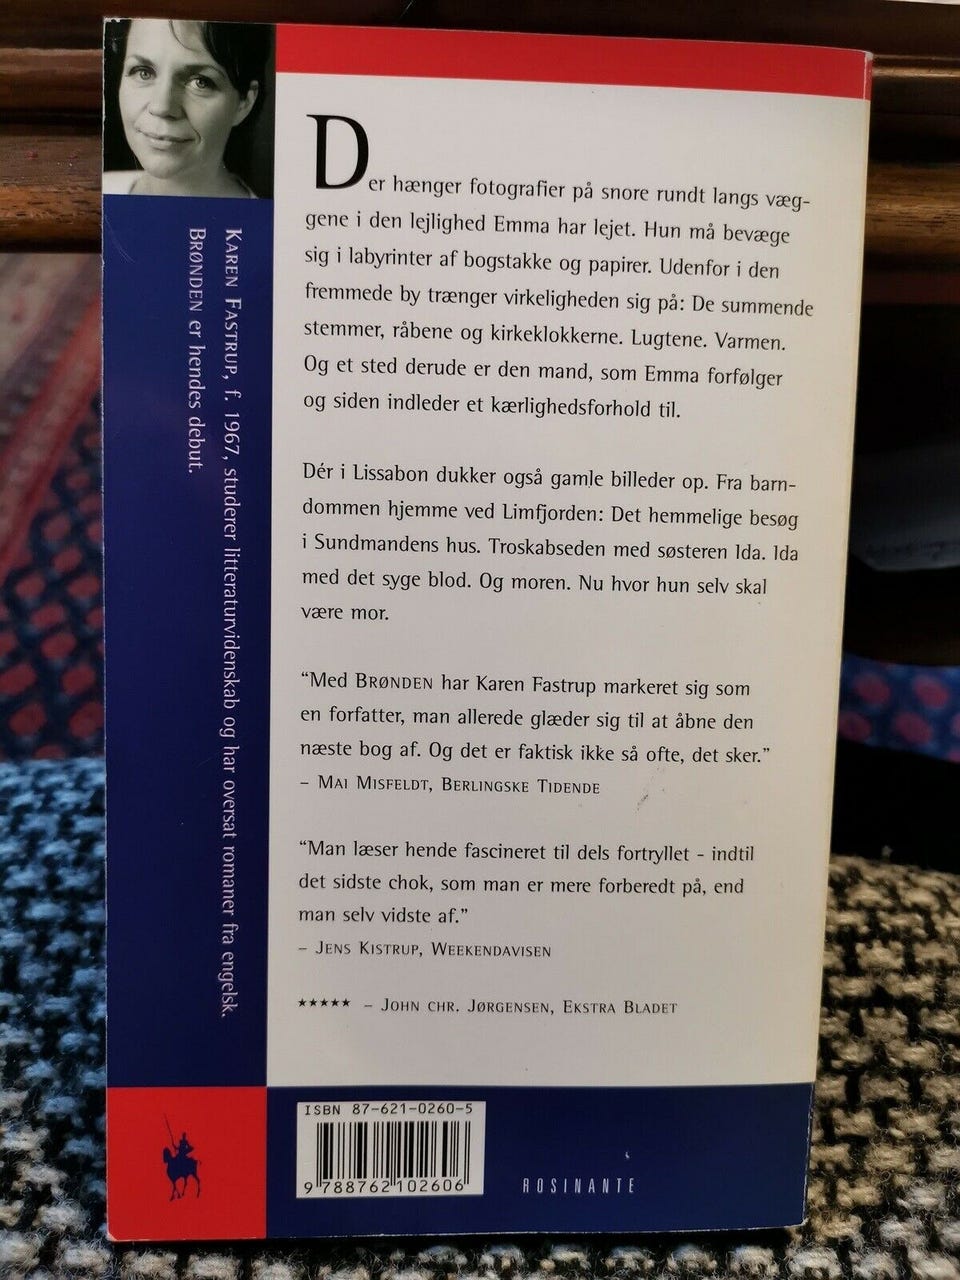 Der hænger fotografier på snore rundt langs væg-
gene i den lejlighed Emma har lejet. Hun må bevæge
sig i labyrinter af bogstakke og papirer. Udenfor i den
fremmede by trænger virkeligheden sig på: De summende
stemmer, råbene og kirkeklokkerne. Lugtene. Varmen.
Og et sted derude er den mand, som Emma forfølger
og siden indleder et kærlighedsforhold til.
Dér i Lissabon dukker også gamle billeder op. Fra barn-
dommen hjemme ved Limfjorden: Det hemmelige besøg
i Sundmandens hus. Troskabseden med søsteren Ida. Ida
med det syge blod. Og moren. Nu hvor hun selv skal
være mor.
“Med BRØNDEN har Karen Fastrup markeret sig som
en forfatter, man allerede glæder sig til at åbne den
næste bog af. Og det er faktisk ikke så ofte, det sker.”
– MAI MISFELDT, BERLINGSKE TIDENDE
“Man læser hende fascineret til dels fortryllet - indtil
det sidste chok, som man er mere forberedt på, end
man selv vidste af.”
– JENS KISTRUP, WEEKENDAVISEN
★★★★★ – JOHN CHR. JØRGENSEN, EKSTRA BLADET
KAREN FASTRUP, f. 1967, studerer litteraturvidenskab og har oversat romaner fra engelsk.
BRØNDEN er hendes debut.
ISBN 87-621-0260-5
9 788762 102606
ROSINANTE